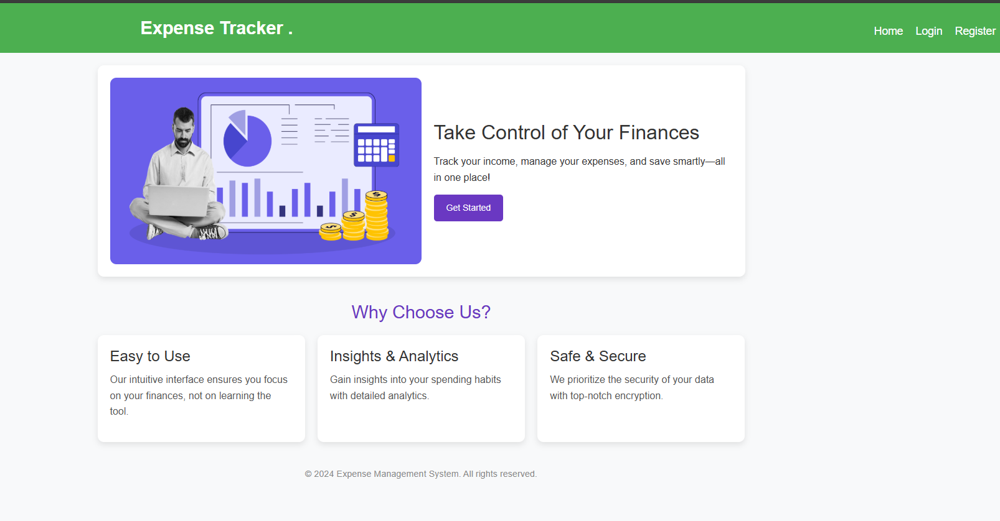 Expense Tracker .
Home Login Register
Take Control of Your Finances
Track your income, manage your expenses, and save smartly—all
in one place!
Get Started
Why Choose Us?
Easy to Use
Our intuitive interface ensures you focus
on your finances, not on learning the
tool.
Insights & Analytics
Gain insights into your spending habits
with detailed analytics.
Safe & Secure
We prioritize the security of your data
with top-notch encryption.
© 2024 Expense Management System. All rights reserved.